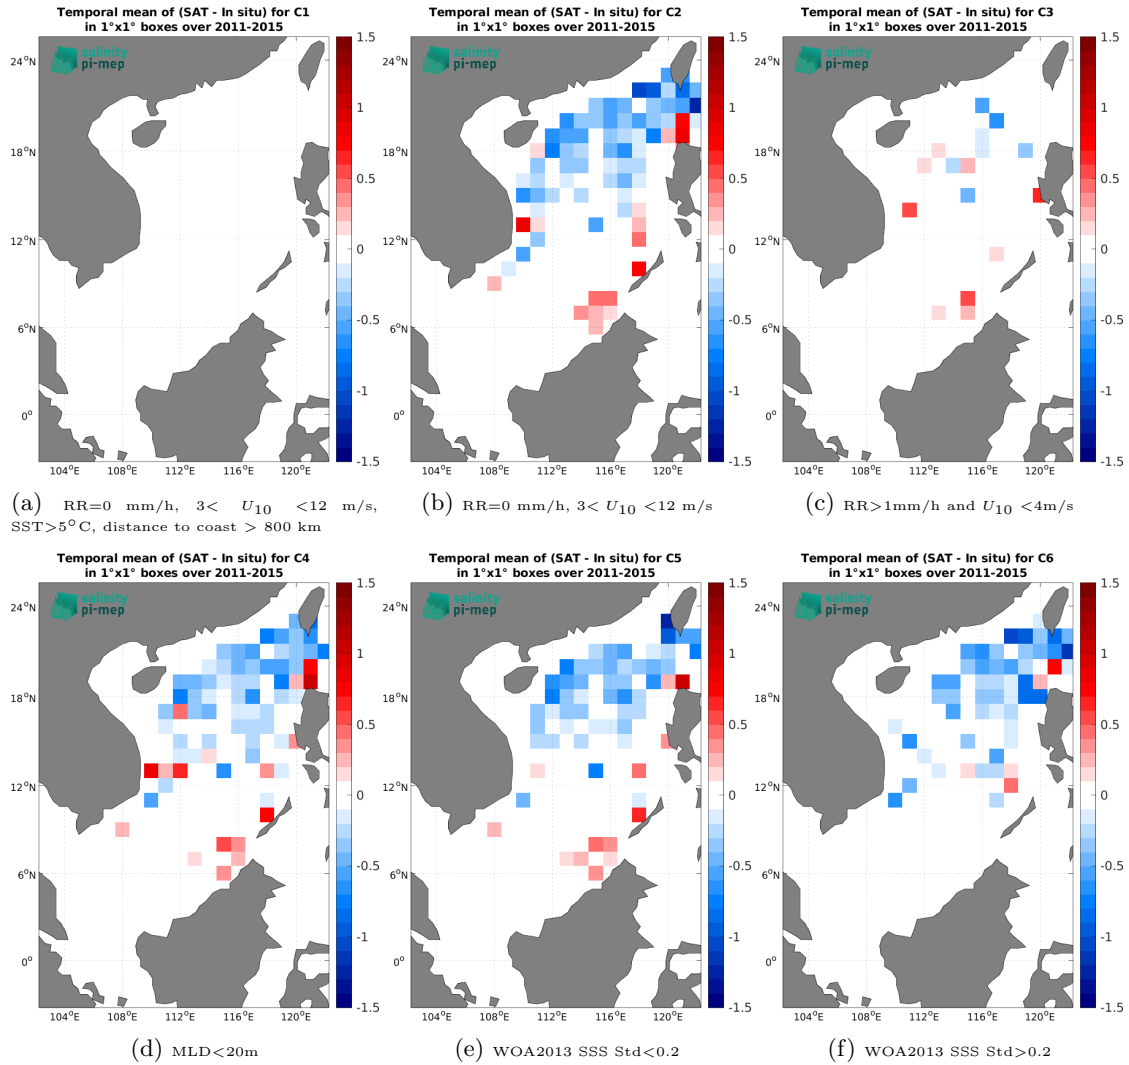 Temporal mean of (SAT - In situ) for C1
in 1°x1° boxes over 2011-2015
salinity
pi-mep
24°N
18°N
12°N
6°N
0°
104°E 108°E 112°E 116°E 120°E
1.5
1
0.5
0
-0.5
-1
-1.5
(a) RR=0 mm/h, 3< U10 <12 m/s,
SST>5°C, distance to coast > 800 km
Temporal mean of (SAT - In situ) for C2
in 1°x1° boxes over 2011-2015
salinity
pi-mep
24°N
18°N
12°N
6°N
0°
104°E 108°E 112°E 116°E 120°E
1.5
1
0.5
0
-0.5
-1
-1.5
(b) RR=0 mm/h, 3< U10 <12 m/s
Temporal mean of (SAT - In situ) for C3
in 1°x1° boxes over 2011-2015
salinity
pi-mep
24°N
18°N
12°N
6°N
0°
104°E 108°E 112°E 116°E 120°E
1.5
1
0.5
0
-0.5
-1
-1.5
(c) RR>1mm/h and U10 <4m/s
Temporal mean of (SAT - In situ) for C4
in 1°x1° boxes over 2011-2015
salinity
pi-mep
24°N
18°N
12°N
6°N
0°
104°E 108°E 112°E 116°E 120°E
1.5
1
0.5
0
-0.5
-1
-1.5
(d) MLD<20m
Temporal mean of (SAT - In situ) for C5
in 1°x1° boxes over 2011-2015
salinity
pi-mep
24°N
18°N
12°N
6°N
0°
104°E 108°E 112°E 116°E 120°E
1.5
1
0.5
0
-0.5
-1
-1.5
(e) WOA2013 SSS Std<0.2
Temporal mean of (SAT - In situ) for C6
in 1°x1° boxes over 2011-2015
salinity
pi-mep
24°N
18°N
12°N
6°N
0°
104°E 108°E 112°E 116°E 120°E
1.5
1
0.5
0
-0.5
-1
-1.5
(f) WOA2013 SSS Std>0.2